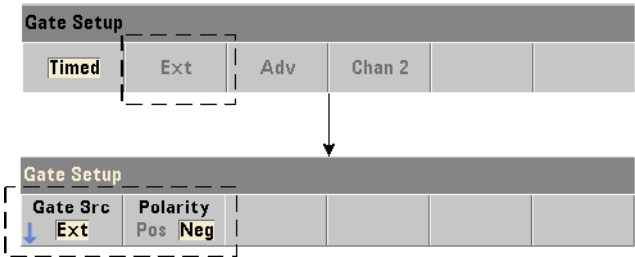 Gate Setup
Timed Ext Adv Chan 2
Gate Setup
Gate Src Polarity
Ext Pos Neg